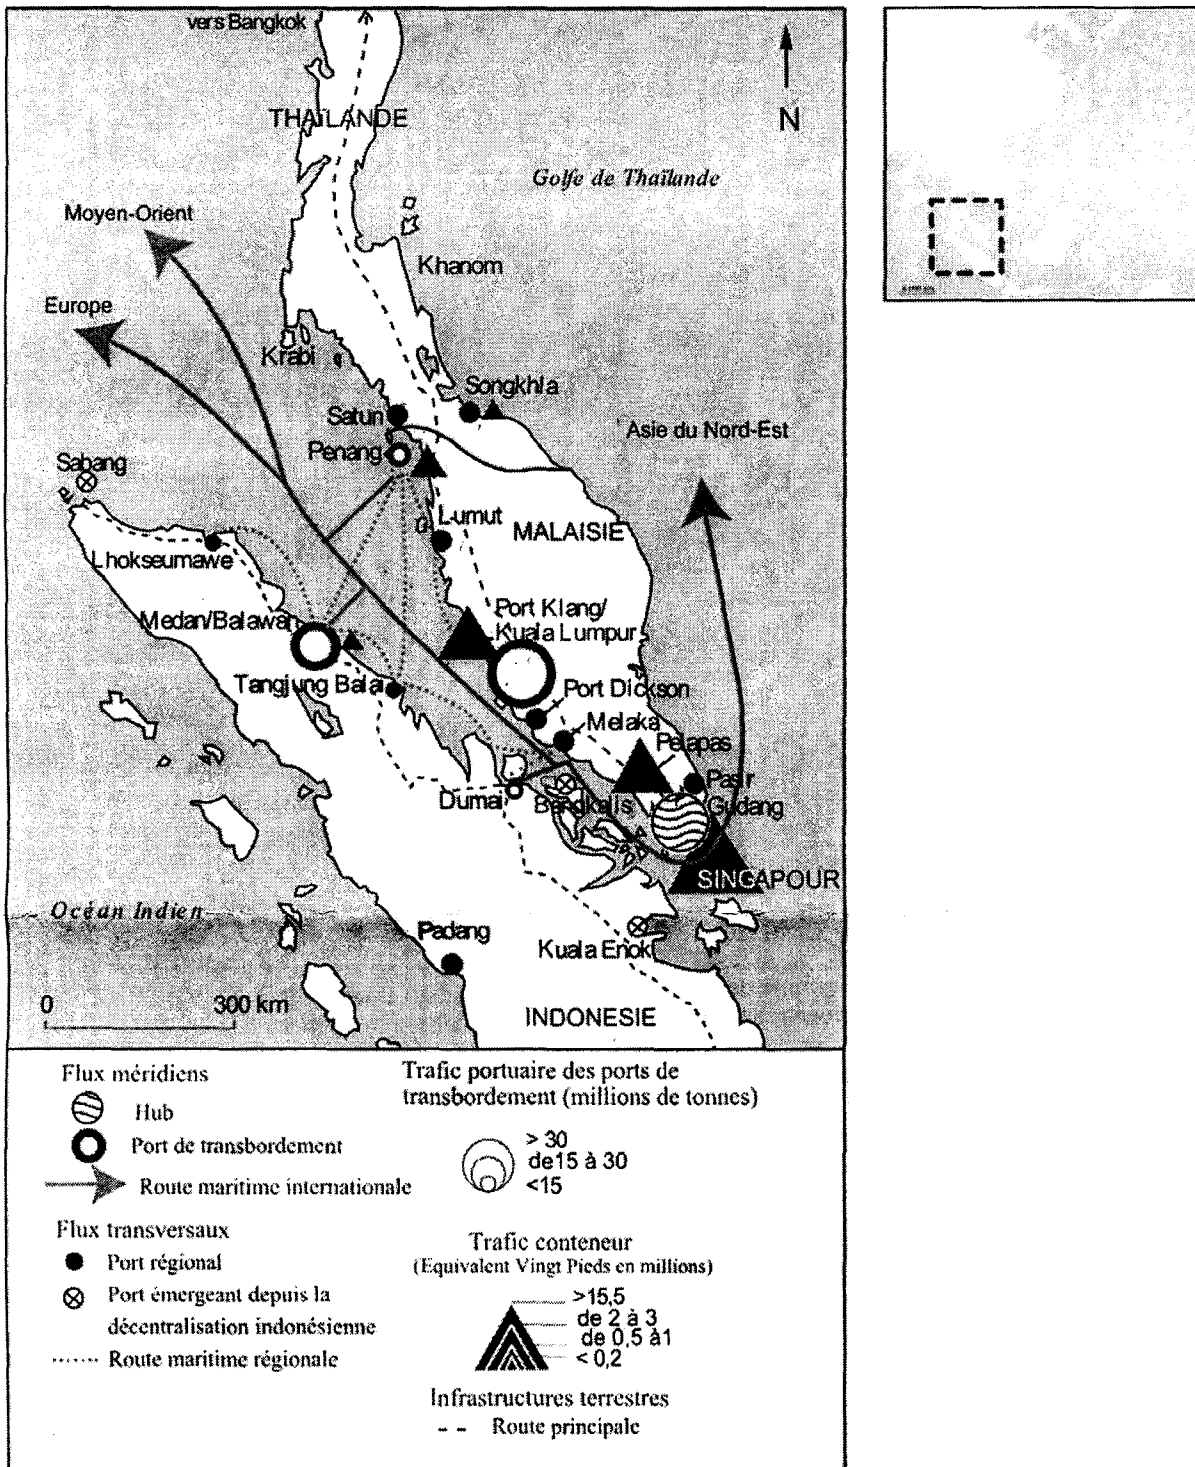 vers Bangkok
THAÏLANDE
N
Golfe de Thaïlande
Moyen-Orient
Khanom
Europe
Krabi
Songkhla
Satun
Asie du Nord-Est
Penang
Sabang
Lumut
MALAISIE
Lhokseumawe
Port Klang/
Kuala Lumpur
Medan/Balawan
Tangjung Balai
Port Dickson
Melaka
Pelapas
Pasir
Gudang
Dumai
Bengkalis
SINGAPOUR
Océan Indien
Padang
Kuala Enok
0 300 km
INDONESIE
Flux méridiens
Hub
Port de transbordement
Route maritime internationale
Flux transversaux
Port régional
Port émergeant depuis la
décentralisation indonésienne
Route maritime régionale
Trafic portuaire des ports de
transbordement (millions de tonnes)
> 30
de 15 à 30
<15
Trafic conteneur
(Equivalent Vingt Pieds en millions)
>15,5
de 2 à 3
de 0,5 à 1
< 0,2
Infrastructures terrestres
Route principale